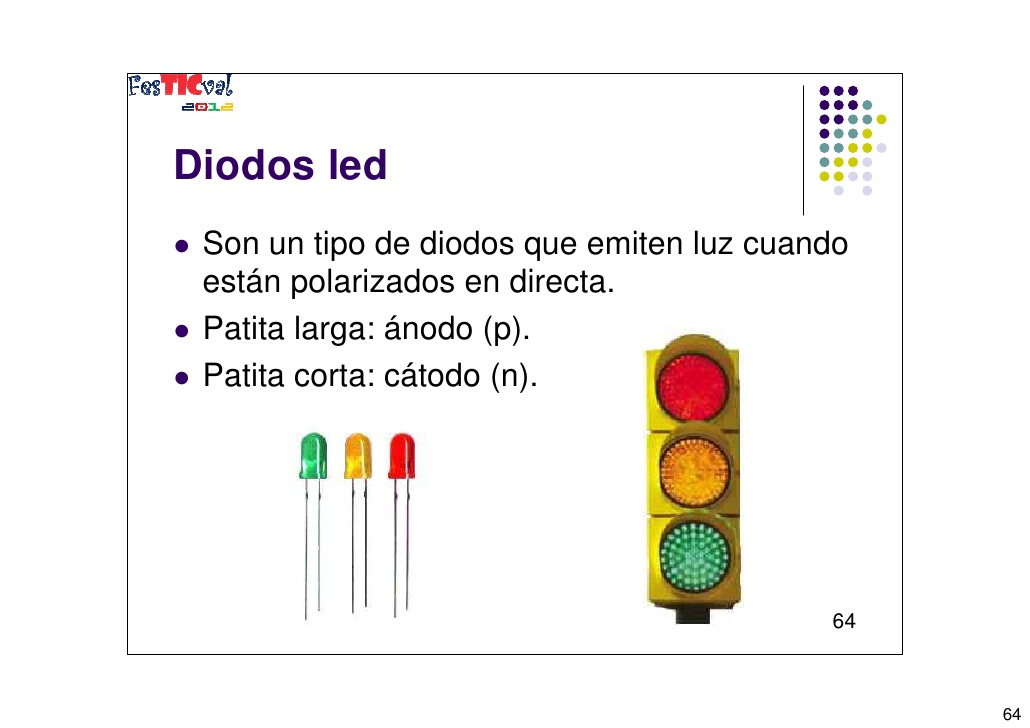 FesTICval
2012
Diodos led
● Son un tipo de diodos que emiten luz cuando
están polarizados en directa.
● Patita larga: ánodo (p).
● Patita corta: cátodo (n).
64
64